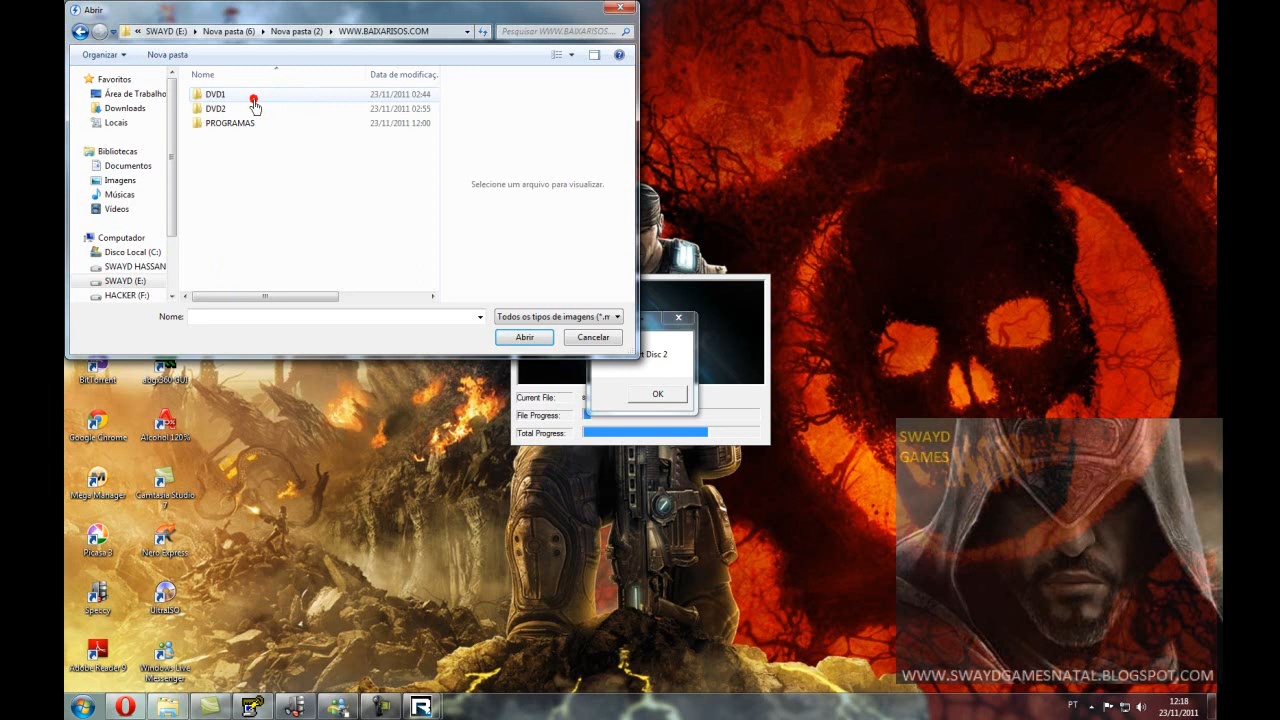 Abrir
« SWAYD (E:) ▸ Nova pasta (6) ▸ Nova pasta (2) ▸ WWW.BAIXARISOS.COM
Pesquisar WWW.BAIXARISOS....
Organizar
Nova pasta
Favoritos
Área de Trabalho
Downloads
Locais
Bibliotecas
Documentos
Imagens
Músicas
Vídeos
Computador
Disco Local (C:)
SWAYD HASSAN
SWAYD (E:)
HACKER (F:)
Nome
Data de modificaç.
DVD1 23/11/2011 02:44
DVD2 23/11/2011 02:55
PROGRAMAS 23/11/2011 12:00
Selecione um arquivo para visualizar.
Nome:
Todos os tipos de imagens (*.m
Abrir
Cancelar
Disc 2
OK
Current File:
File Progress:
Total Progress:
BitTorrent
abgx360 GUI
Google Chrome
Alcohol 120%
Mega Manager
Camtasia Studio 7
Picasa 3
Nero Express
Speccy
UltraISO
Adobe Reader 9
Windows Live Messenger
SWAYD
GAMES
WWW.SWAYDGAMESNATAL.BLOGSPOT.COM
PT
12:18
23/11/2011